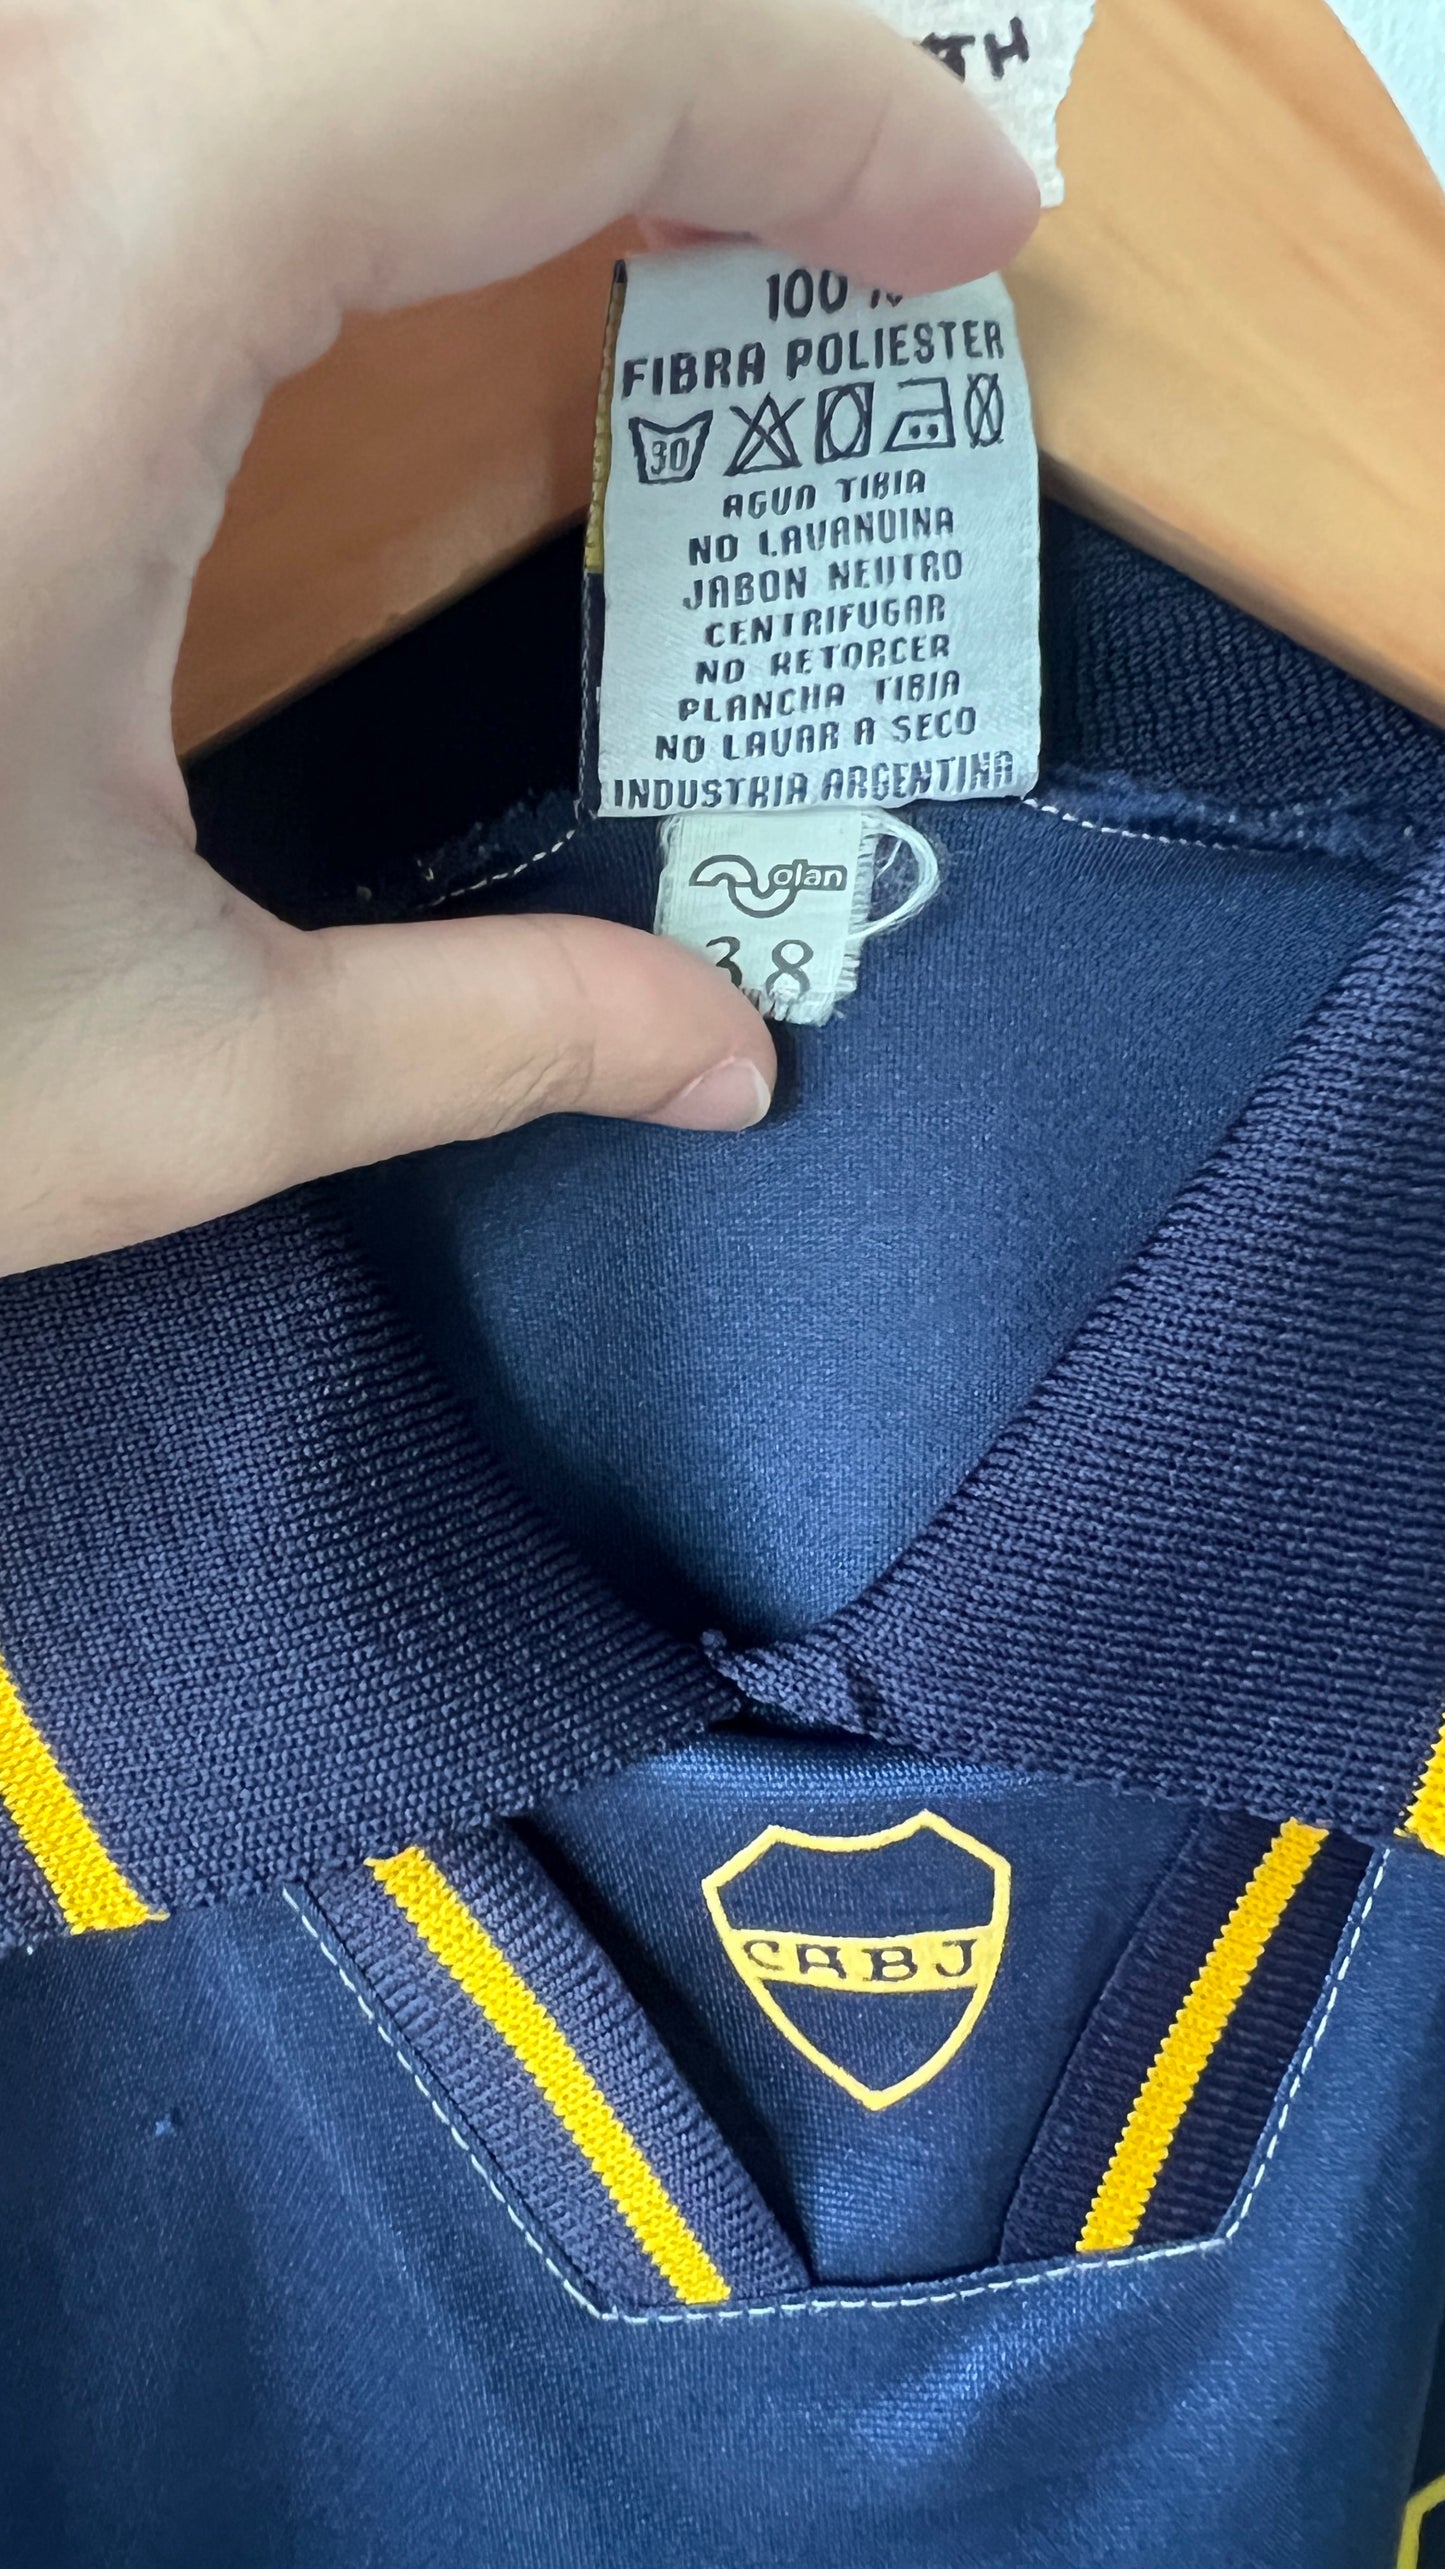 100 %
FIBRA POLIESTER
30
AGUA TIBIA
NO LAVANDINA
JABON NEUTRO
CENTRIFUGAR
NO RETORCER
PLANCHA TIBIA
NO LAVAR A SECO
INDUSTRIA ARGENTINA
olan
38
CABJ